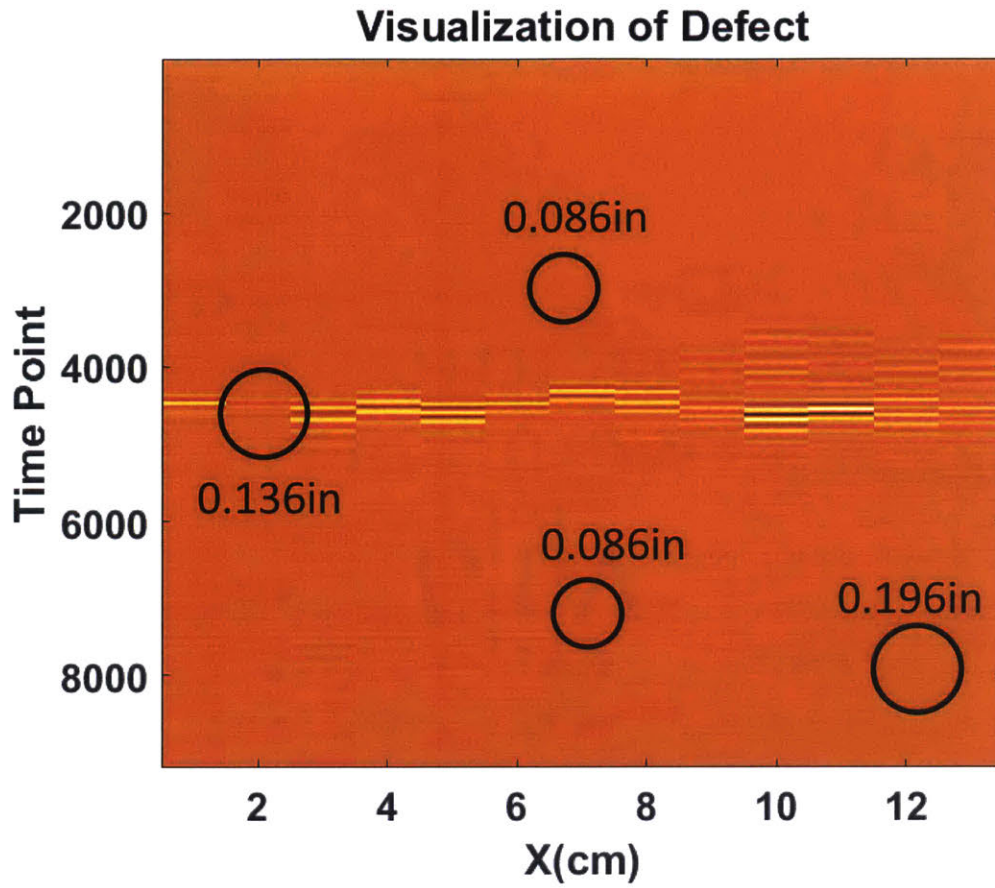 Visualization of Defect
2000
0.086in
4000
0.136in
6000
0.086in
0.196in
8000
Time Point
2 4 6 8 10 12
X(cm)